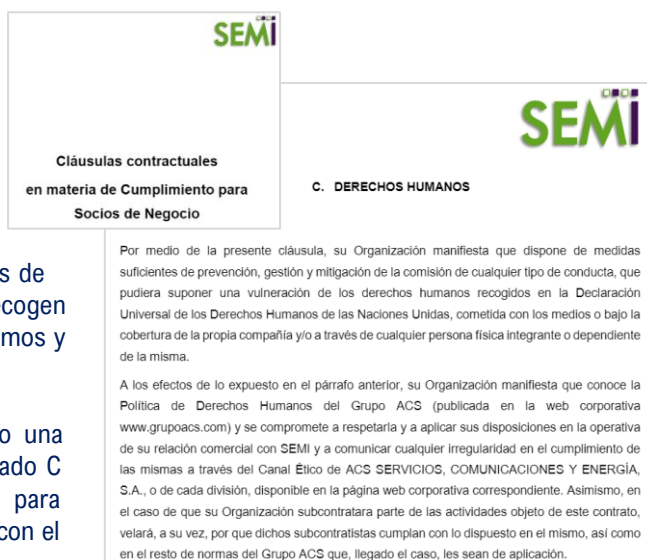 SEMI
Cláusulas contractuales
en materia de Cumplimiento para
Socios de Negocio
SEMI
C. DERECHOS HUMANOS
Por medio de la presente cláusula, su Organización manifiesta que dispone de medidas
suficientes de prevención, gestión y mitigación de la comisión de cualquier tipo de conducta, que
pudiera suponer una vulneración de los derechos humanos recogidos en la Declaración
Universal de los Derechos Humanos de las Naciones Unidas, cometida con los medios o bajo la
cobertura de la propia compañía y/o a través de cualquier persona física integrante o dependiente
de la misma.
A los efectos de lo expuesto en el párrafo anterior, su Organización manifiesta que conoce la
Política de Derechos Humanos del Grupo ACS (publicada en la web corporativa
www.grupoacs.com) y se compromete a respetarla y a aplicar sus disposiciones en la operativa
de su relación comercial con SEMI y a comunicar cualquier irregularidad en el cumplimiento de
las mismas a través del Canal Ético de ACS SERVICIOS, COMUNICACIONES Y ENERGÍA,
S.A., o de cada división, disponible en la página web corporativa correspondiente. Asimismo, en
el caso de que su Organización subcontratara parte de las actividades objeto de este contrato,
velará, a su vez, por que dichos subcontratistas cumplan con lo dispuesto en el mismo, así como
en el resto de normas del Grupo ACS que, llegado el caso, les sean de aplicación.
s de
ecogen
mos y
o una
ado C
para
con el